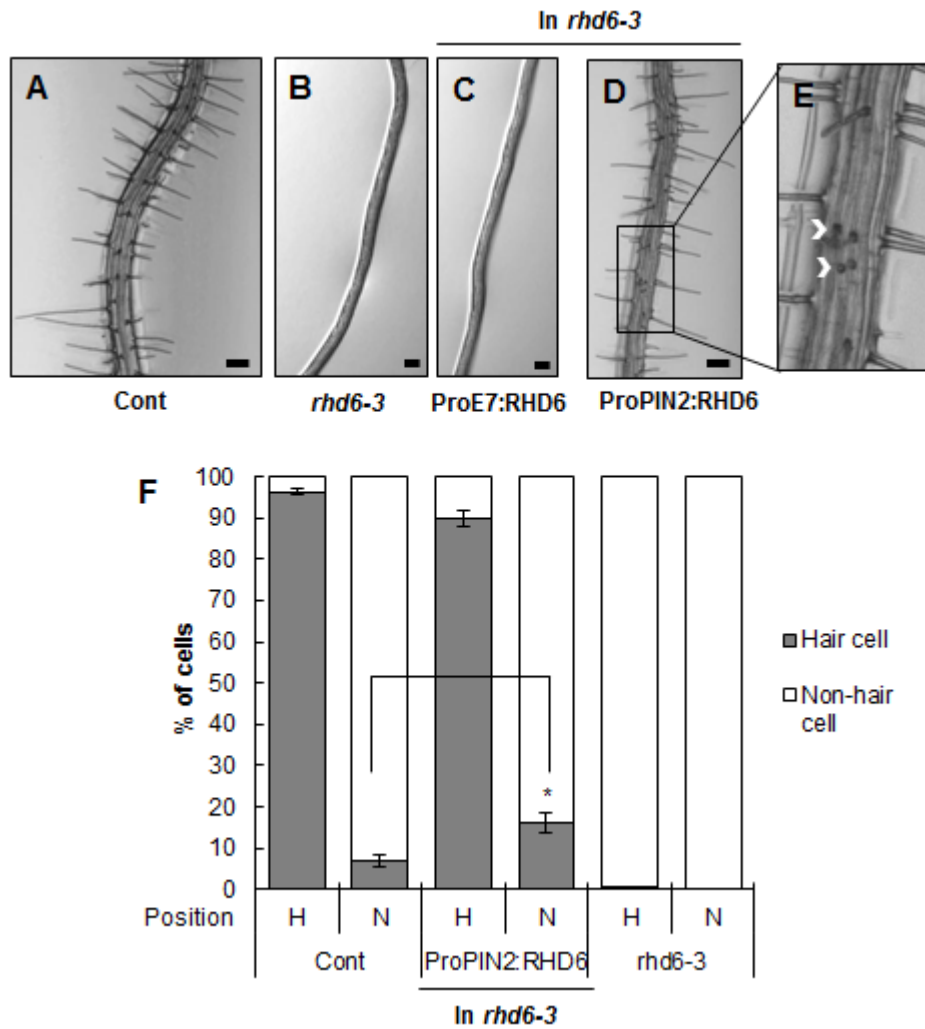 In rhd6-3
A
B
C
D
E
Cont
rhd6-3
ProE7:RHD6
ProPIN2:RHD6
F
100
90
80
70
60
50
40
30
20
10
0
% of cells
*
Hair cell
Non-hair
cell
Position H N H N H N
Cont ProPIN2:RHD6 rhd6-3
In rhd6-3